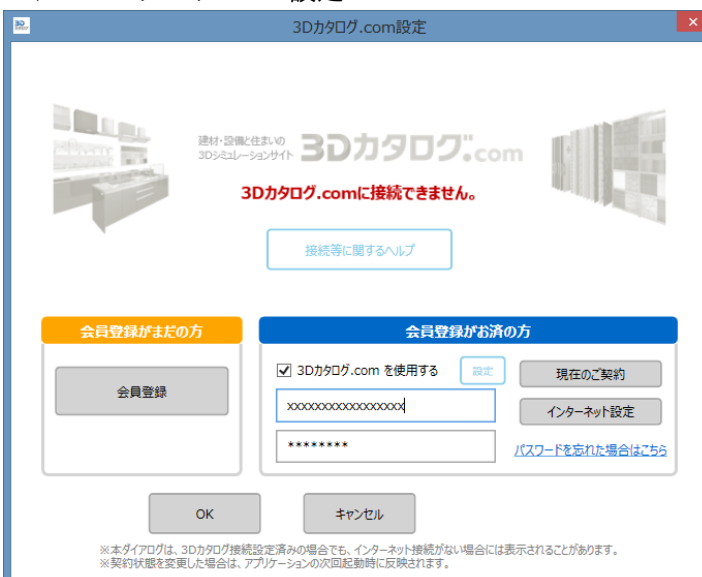 3Dカタログ.com設定
建材・設備と住まいの
3Dシミュレーションサイト
3Dカタログ.com
3Dカタログ.comに接続できません。
接続等に関するヘルプ
会員登録がまだの方
会員登録がお済の方
3Dカタログ.com を使用する
設定
現在のご契約
会員登録
xxxxxxxxxxxxxxxxx
インターネット設定
********
パスワードを忘れた場合はこちら
OK
キャンセル
※本ダイアログは、3Dカタログ接続設定済みの場合でも、インターネット接続がない場合には表示されることがあります。
※契約状態を変更した場合は、アプリケーションの次回起動時に反映されます。